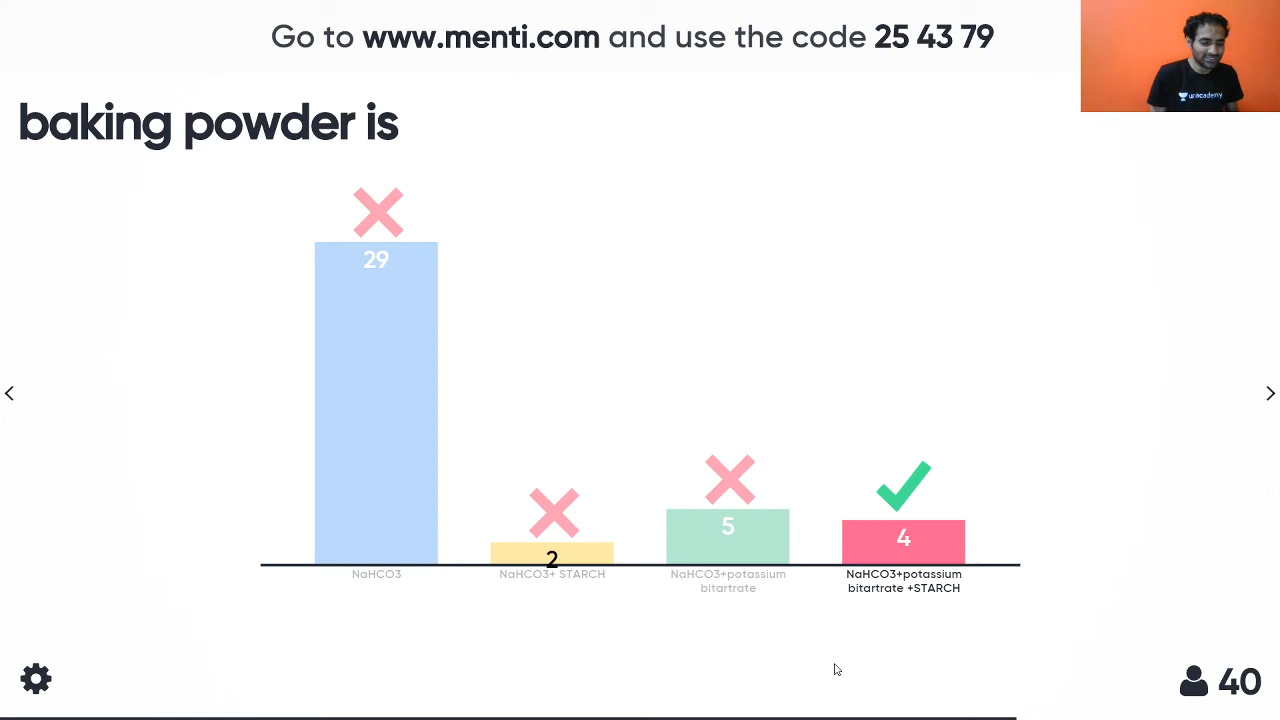 Go to www.menti.com and use the code 25 43 79
unacademy
baking powder is
29
2
5
4
NaHCO3
NaHCO3+ STARCH
NaHCO3+potassium
bitartrate
NaHCO3+potassium
bitartrate +STARCH
40